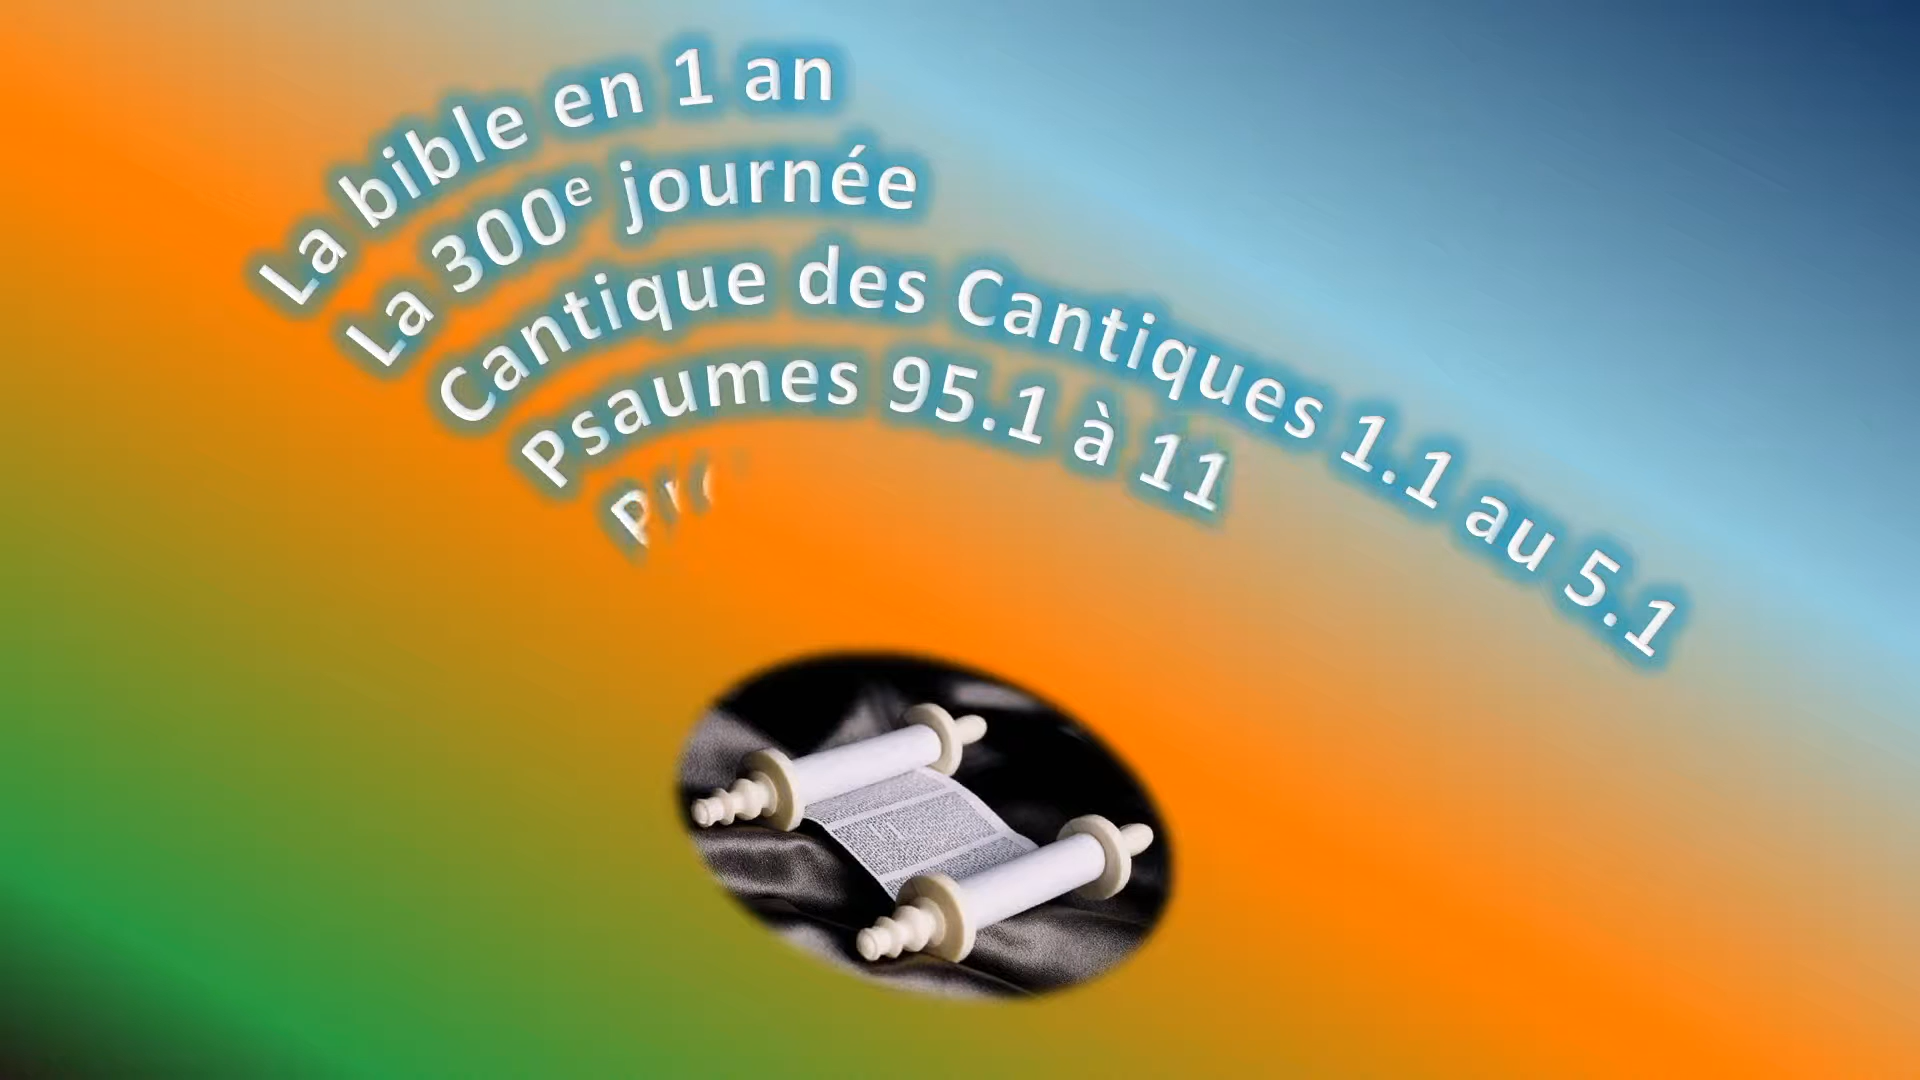 La bible en 1 an
La 300e journée
Cantique des Cantiques 1.1 au 5.1
Psaumes 95.1 à 11